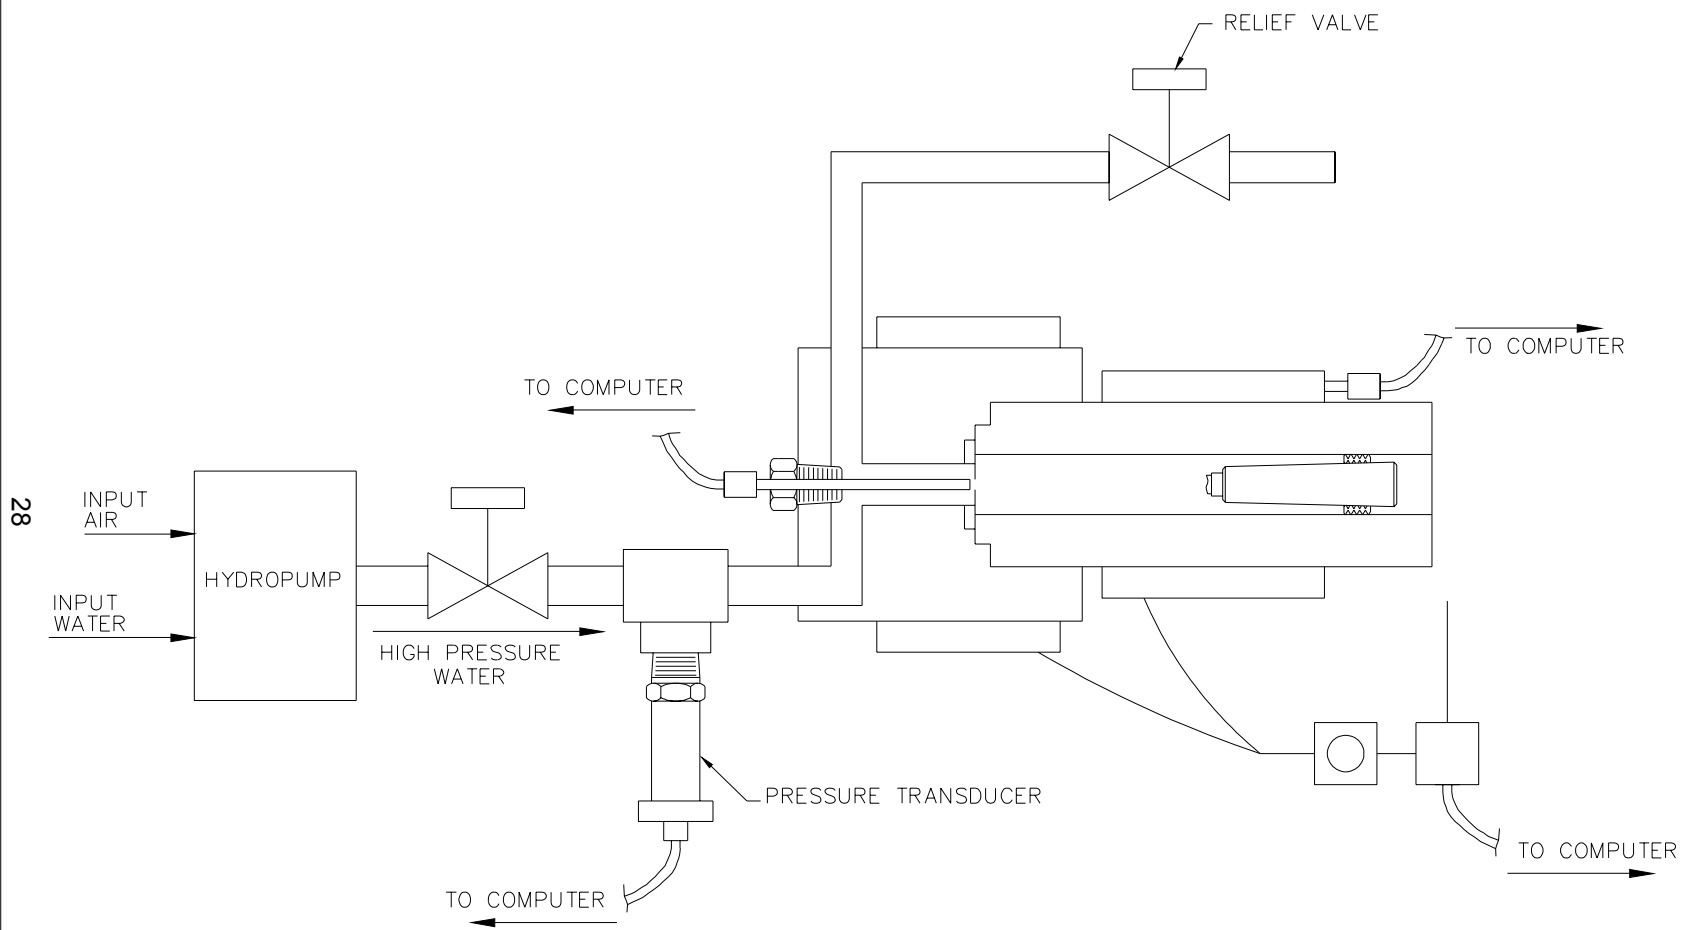 RELIEF VALVE
TO COMPUTER
TO COMPUTER
INPUT
AIR
HYDROPUMP
INPUT
WATER
HIGH PRESSURE
WATER
PRESSURE TRANSDUCER
TO COMPUTER
TO COMPUTER
28